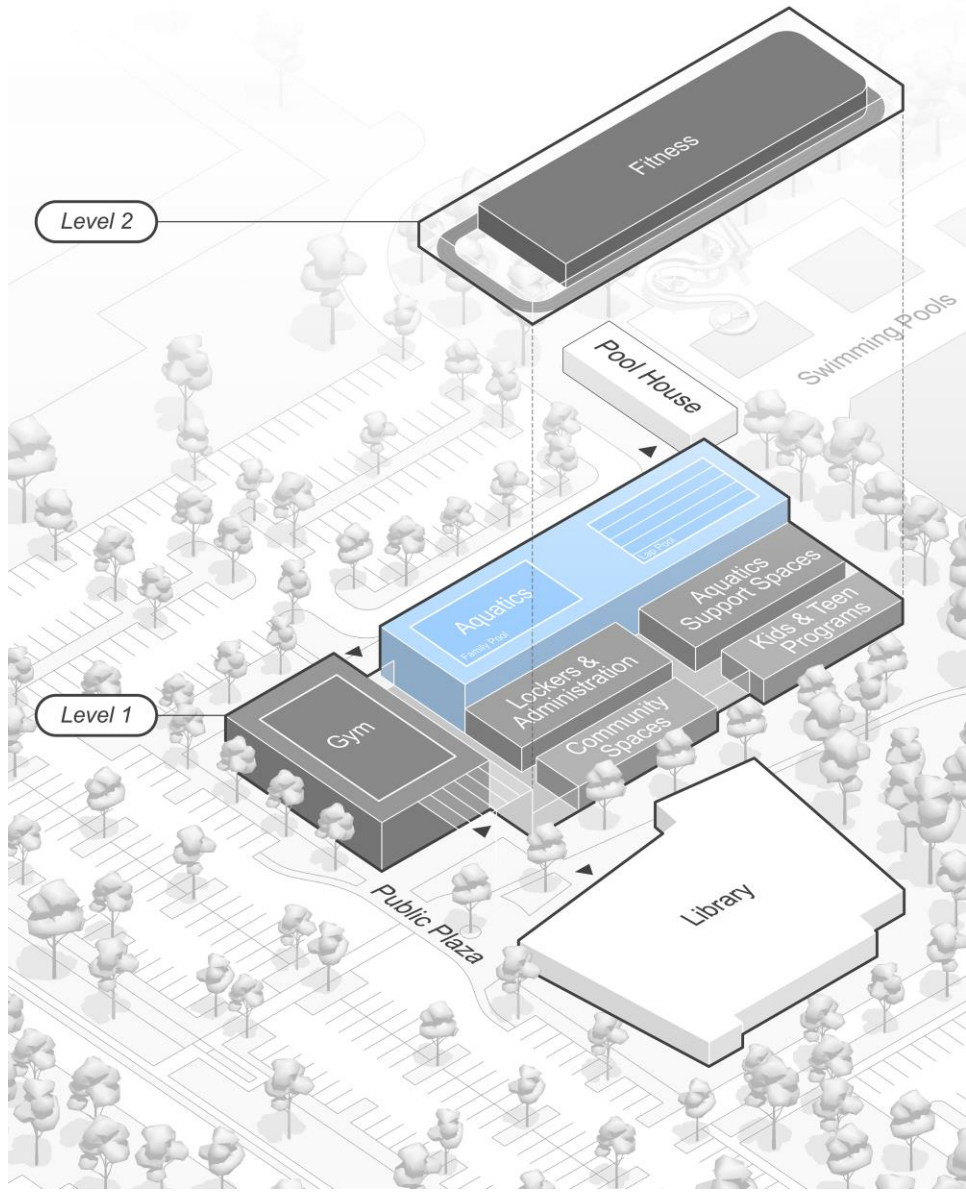 Fitness
Level 2
Swimming Pools
Pool House
Lap Pool
Aquatics
Family Pool
Aquatics
Support Spaces
Kids & Teen
Programs
Lockers &
Administration
Community
Spaces
Level 1
Gym
Public Plaza
Library